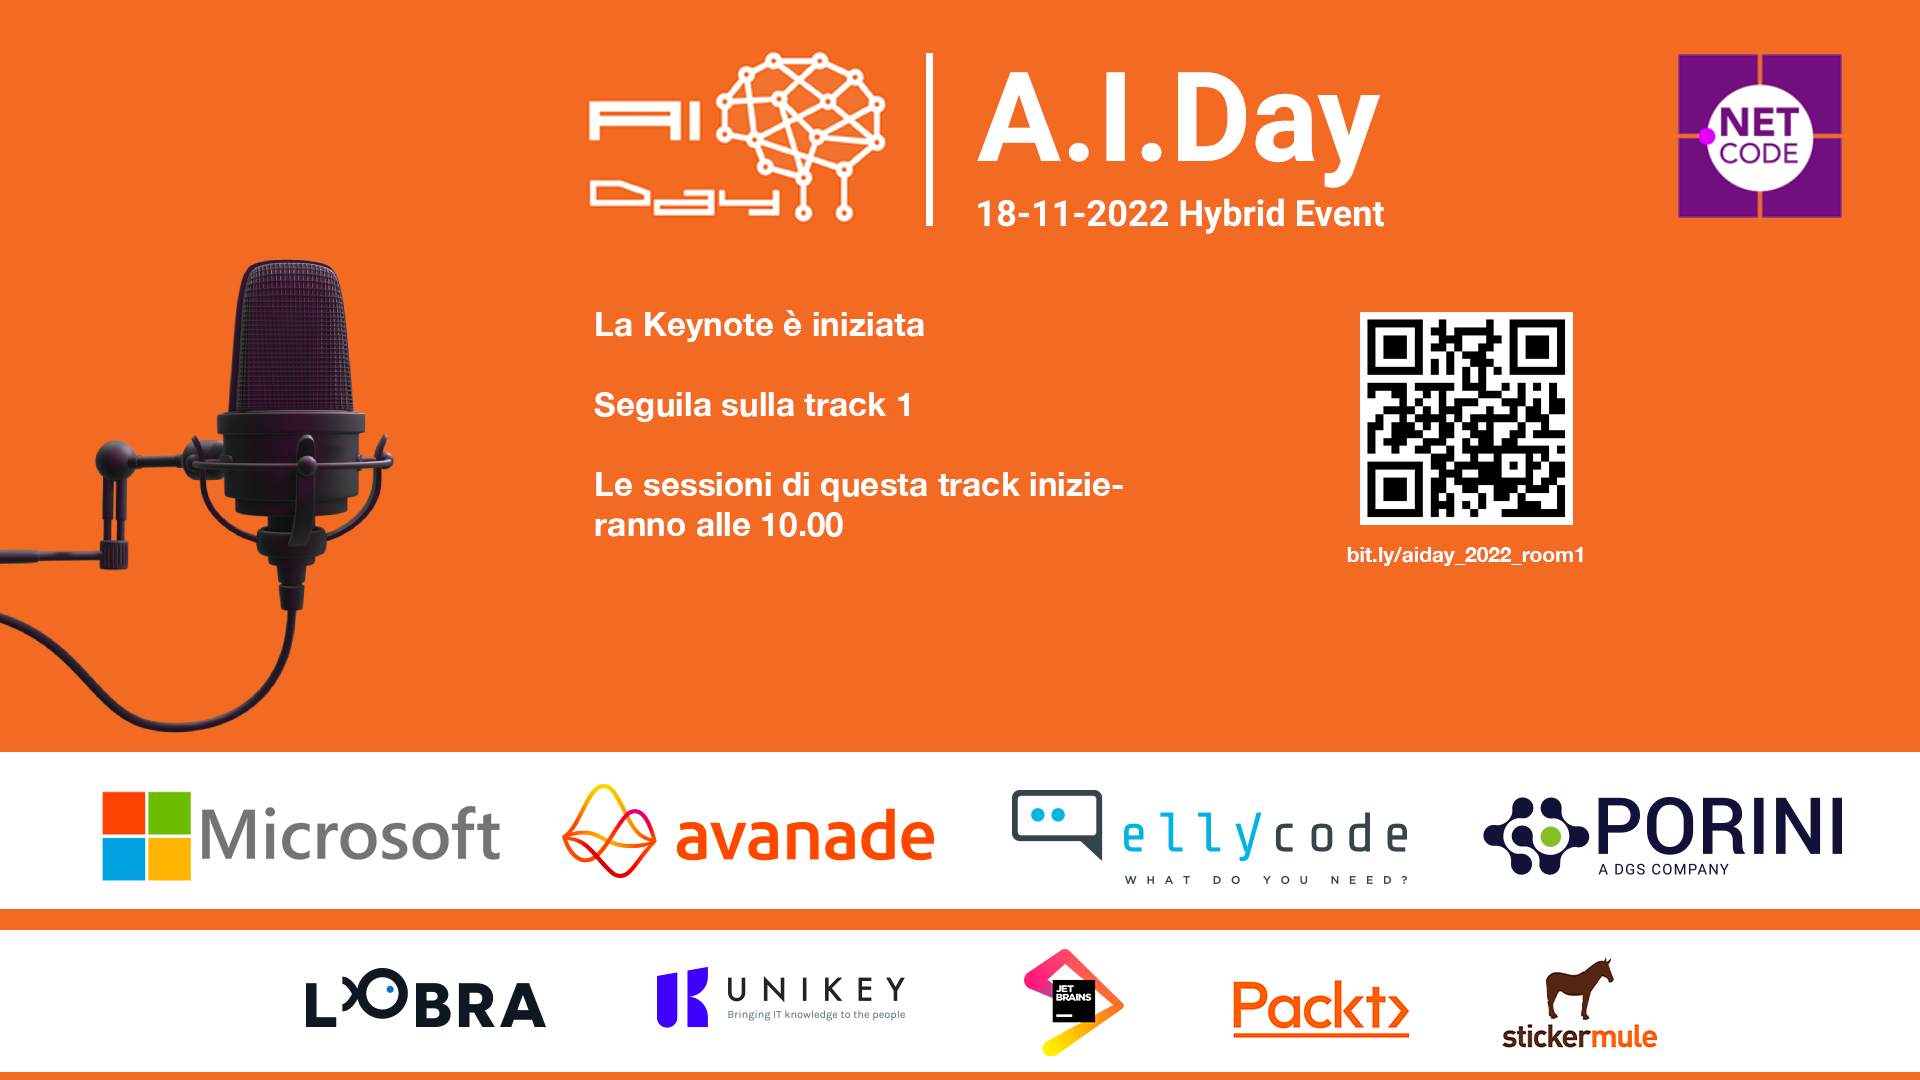 AI
Day
A.I.Day
18-11-2022 Hybrid Event
NET
CODE
La Keynote è iniziata
Seguila sulla track 1
Le sessioni di questa track inizie-
ranno alle 10.00
bit.ly/aiday_2022_room1
Microsoft
avanade
ellycode
WHAT DO YOU NEED?
PORINI
A DGS COMPANY
LOBRA
UNIKEY
Bringing IT knowledge to the people
JET
BRAINS
Packt
stickermule